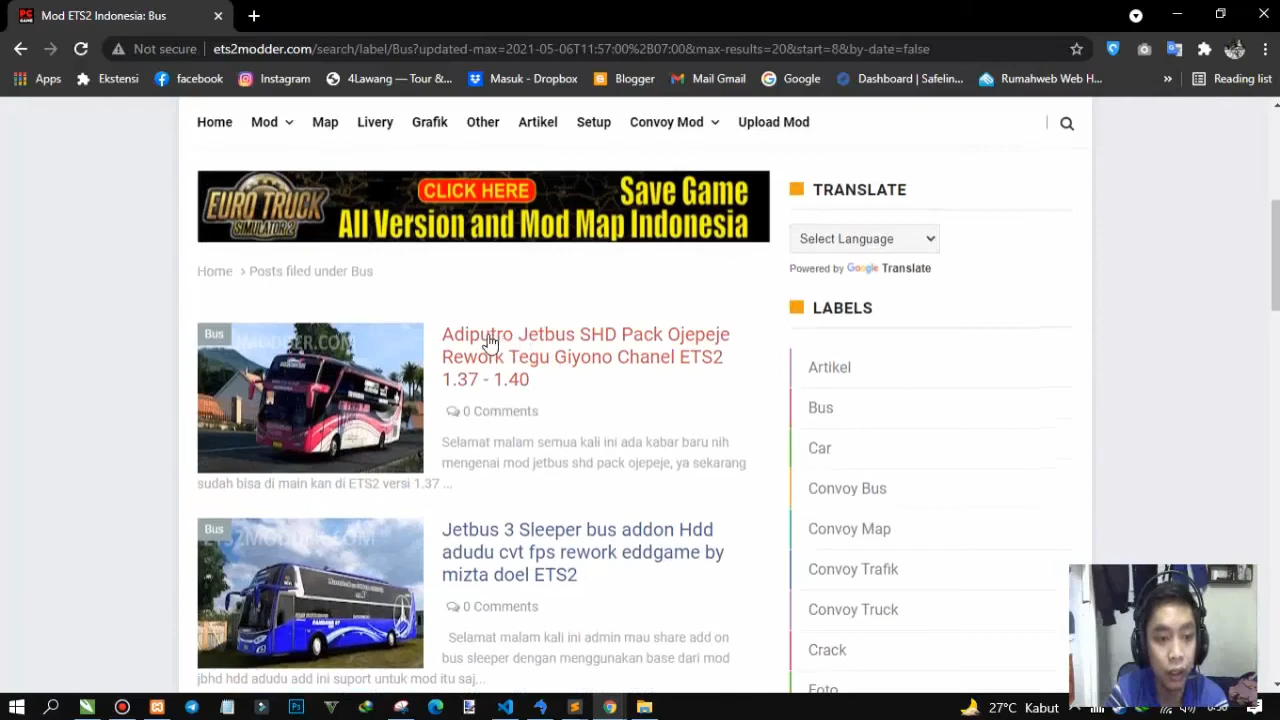 Mod ETS2 Indonesia: Bus
Not secure
ets2modder.com/search/label/Bus?updated-max=2021-05-06T11:57:00%2B07:00&max-results=20&start=8&by-date=false
Apps Ekstensi facebook Instagram 4Lawang – Tour &... Masuk - Dropbox Blogger Mail Gmail Google Dashboard | Safelin... Rumahweb Web H... » Reading list
Home Mod Map Livery Grafik Other Artikel Setup Convoy Mod Upload Mod
EURO TRUCK
SIMULATOR 2
CLICK HERE
Save Game
All Version and Mod Map Indonesia
Home > Posts filed under Bus
Bus
ETS2MODDER.COM
Adiputro Jetbus SHD Pack Ojepeje
Rework Tegu Giyono Chanel ETS2
1.37 - 1.40
0 Comments
Selamat malam semua kali ini ada kabar baru nih
mengenai mod jetbus shd pack ojepeje, ya sekarang
sudah bisa di main kan di ETS2 versi 1.37 ...
Bus
ETS2MODDER.COM
Jetbus 3 Sleeper bus addon Hdd
adudu cvt fps rework eddgame by
mizta doel ETS2
0 Comments
Selamat malam kali ini admin mau share add on
bus sleeper dengan menggunakan base dari mod
jbhd hdd adudu add ini suport untuk mod itu saj...
TRANSLATE
Select Language
Powered by Google Translate
LABELS
Artikel
Bus
Car
Convoy Bus
Convoy Map
Convoy Trafik
Convoy Truck
Crack
Foto
27°C Kabut